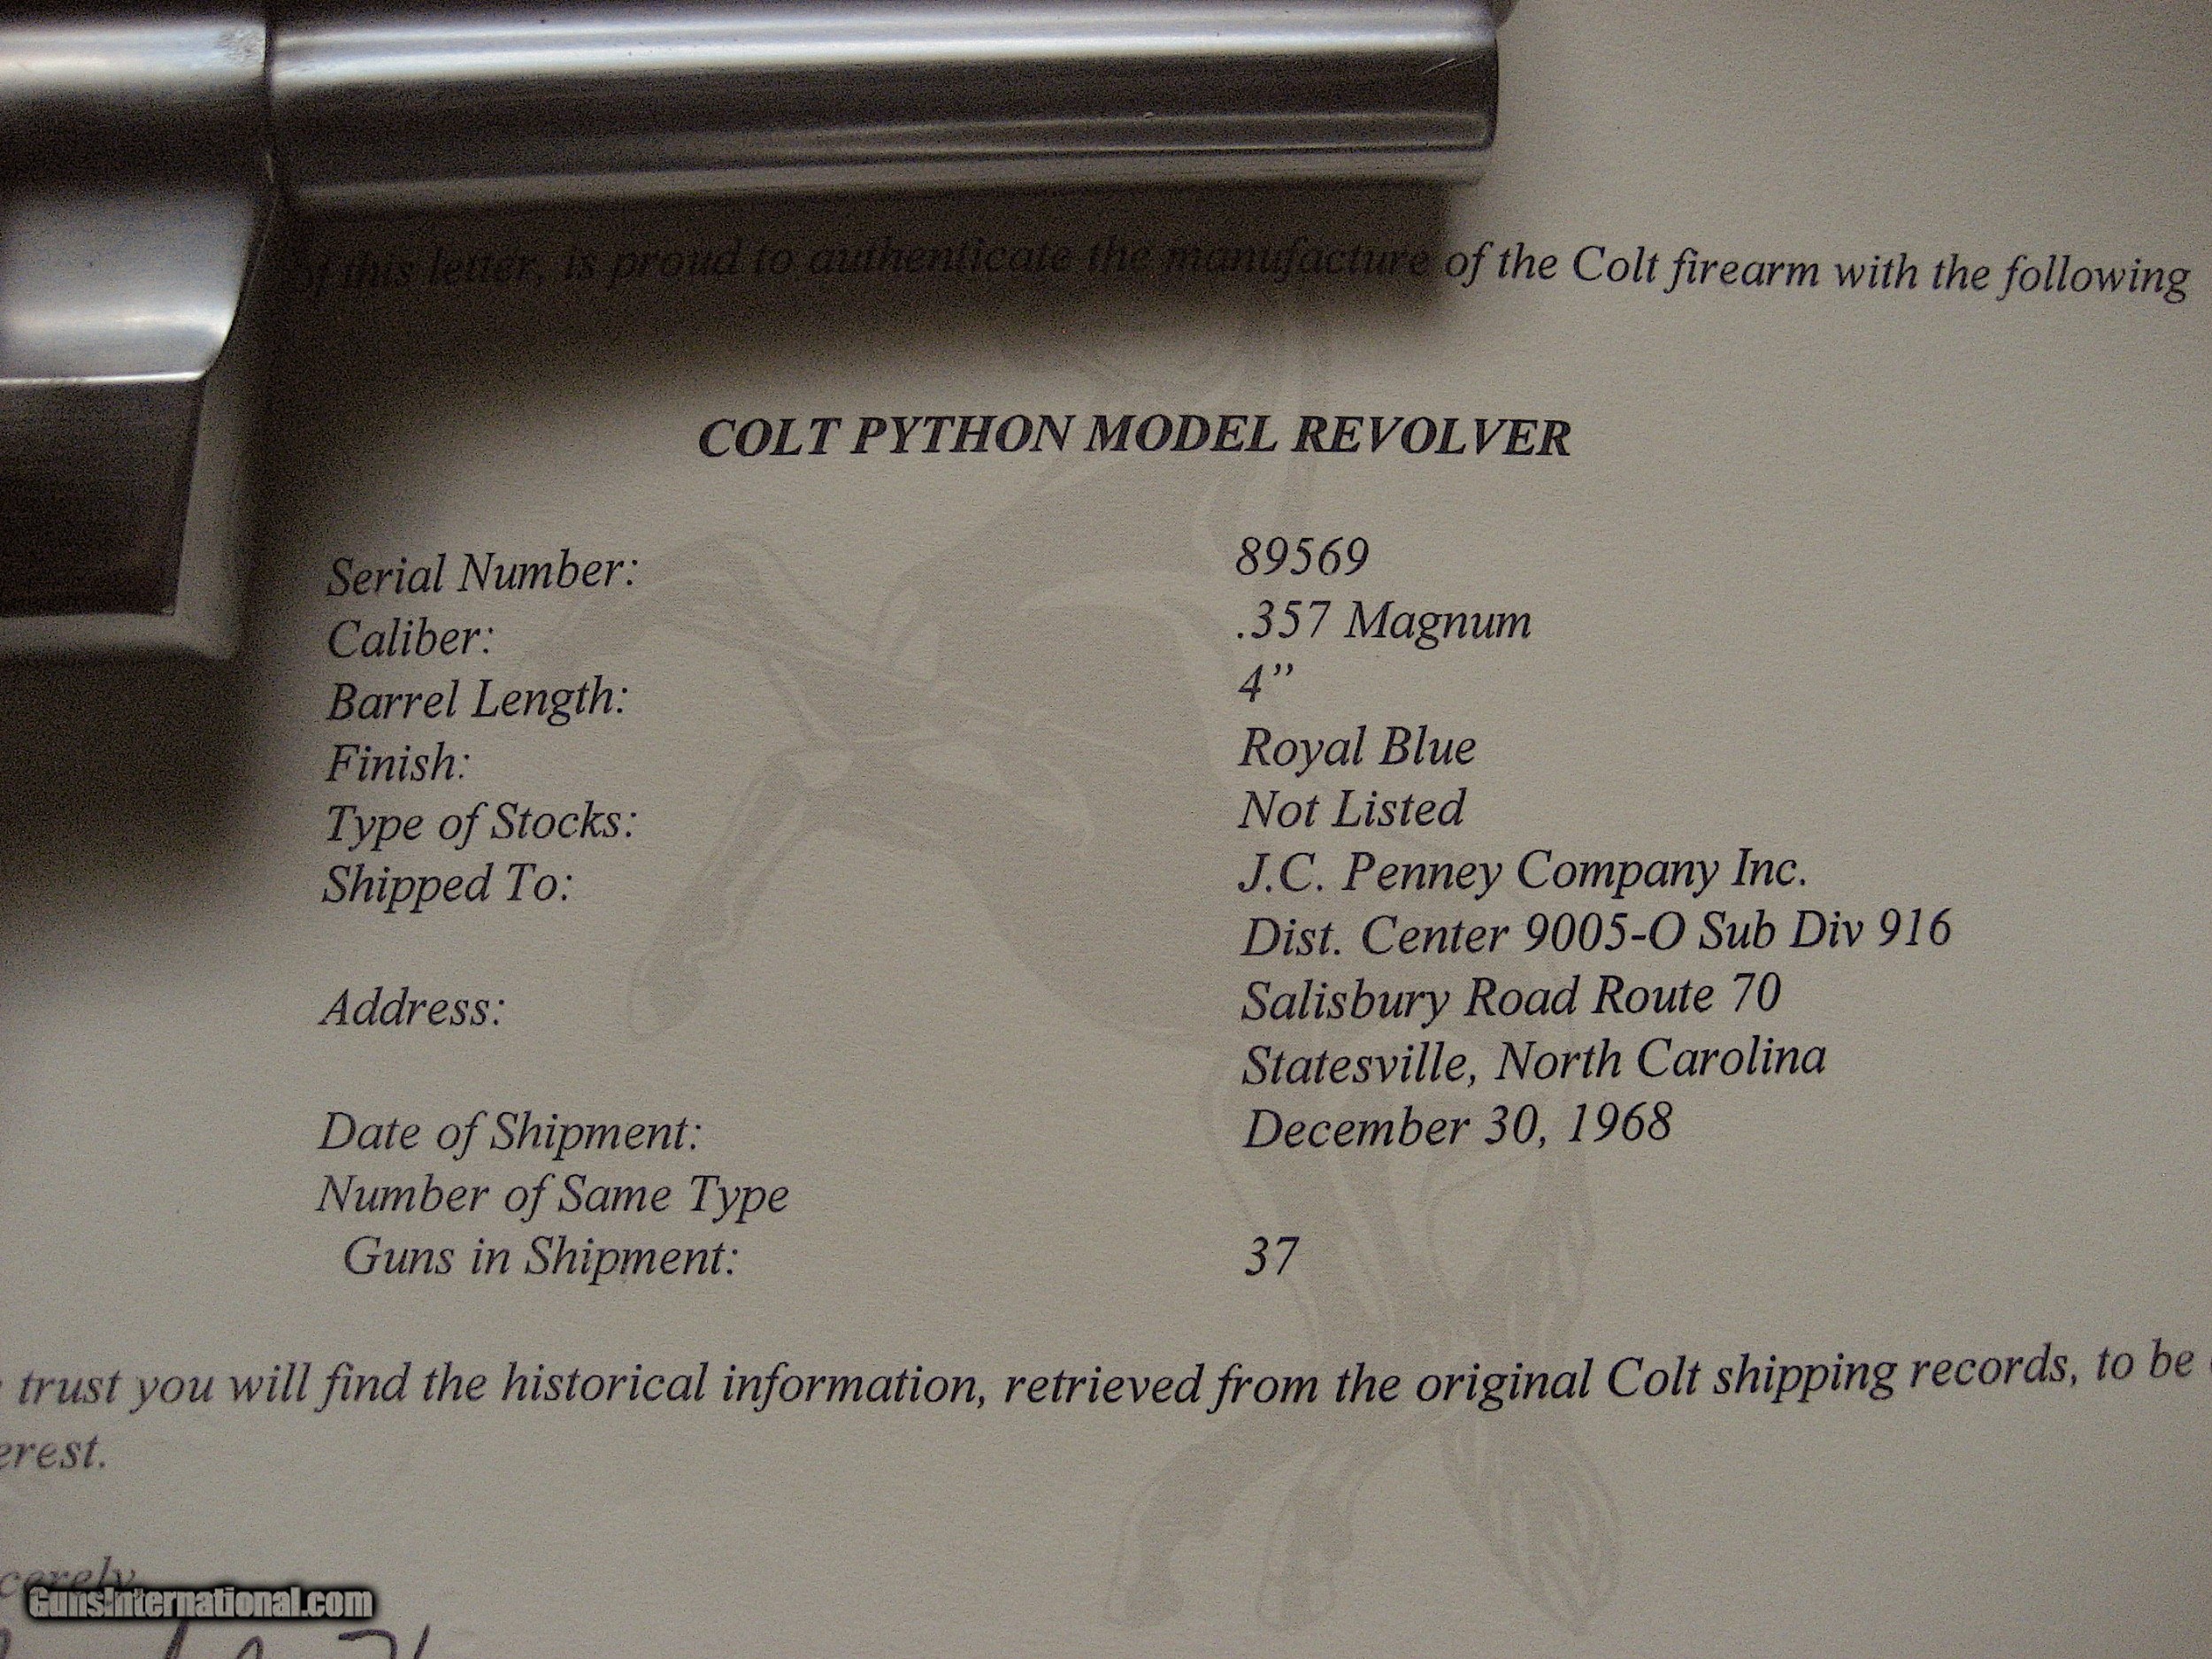 of this letter, is proud to authenticate the manufacture of the Colt firearm with the following
COLT PYTHON MODEL REVOLVER
Serial Number: 89569
Caliber: .357 Magnum
Barrel Length: 4”
Finish: Royal Blue
Type of Stocks: Not Listed
Shipped To: J.C. Penney Company Inc.
Dist. Center 9005-O Sub Div 916
Address: Salisbury Road Route 70
Statesville, North Carolina
Date of Shipment: December 30, 1968
Number of Same Type
Guns in Shipment: 37
trust you will find the historical information, retrieved from the original Colt shipping records, to be
erest.
cerely
GunsInternational.com